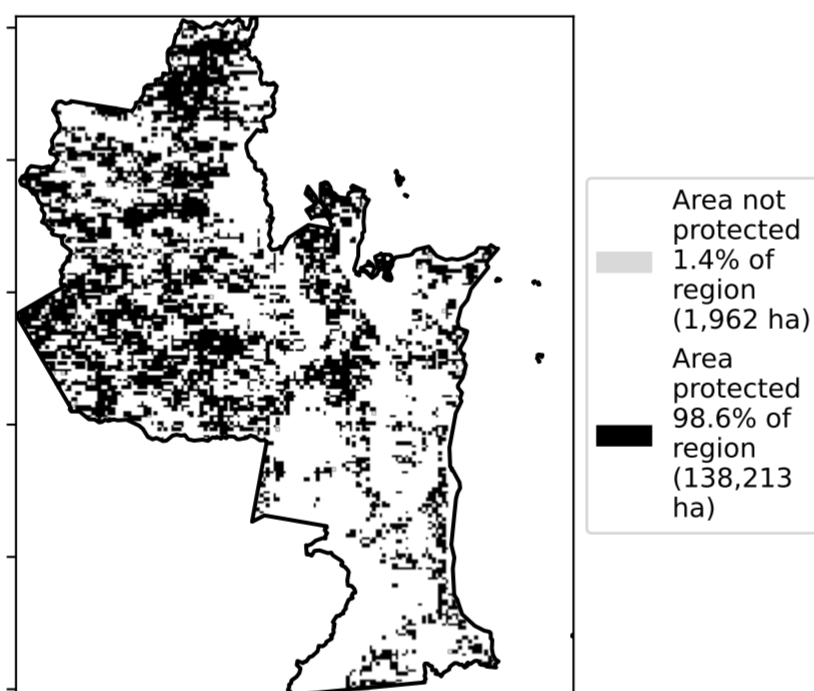 Area not
protected
1.4% of
region
(1,962 ha)
Area
protected
98.6% of
region
(138,213
ha)